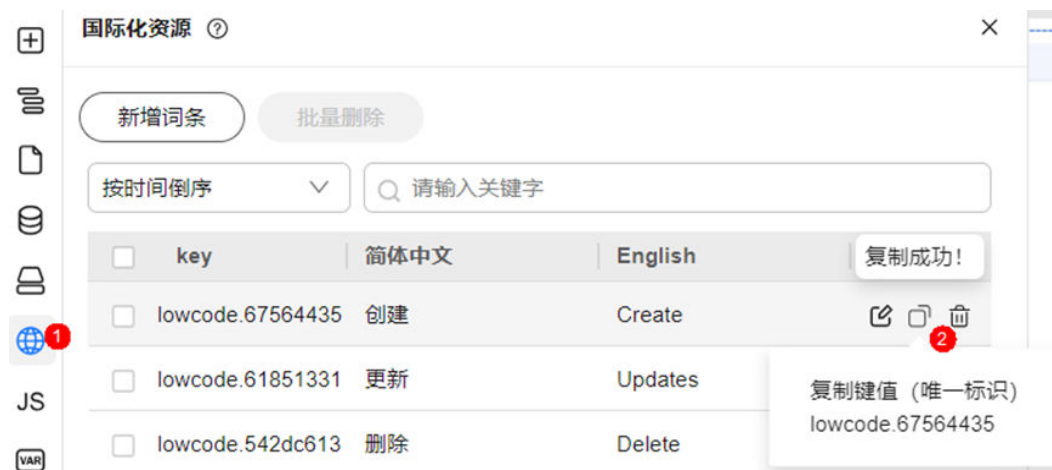 国际化资源
新增词条
批量删除
按时间倒序
请输入关键字
key 简体中文 English 复制成功!
lowcode.67564435 创建 Create
1
2
lowcode.61851331 更新 Updates
复制键值（唯一标识）
lowcode.67564435
JS
lowcode.542dc613 删除 Delete
VAR